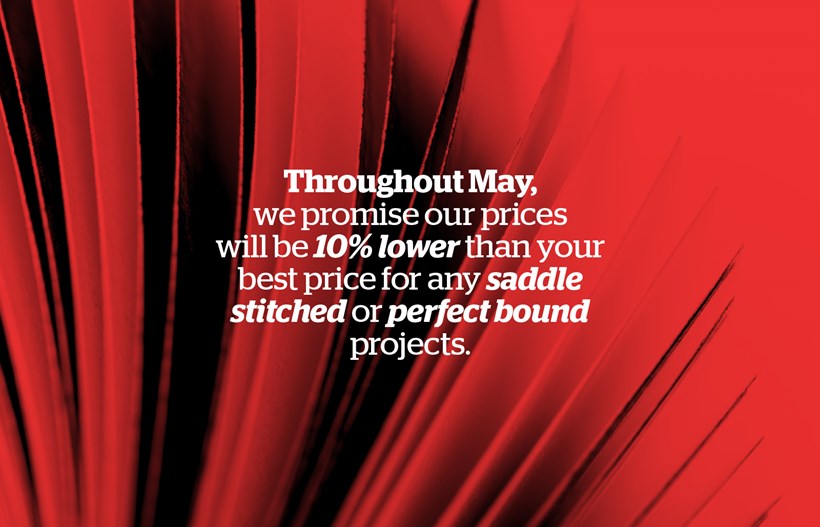 Throughout May,
we promise our prices
will be 10% lower than your
best price for any saddle
stitched or perfect bound
projects.